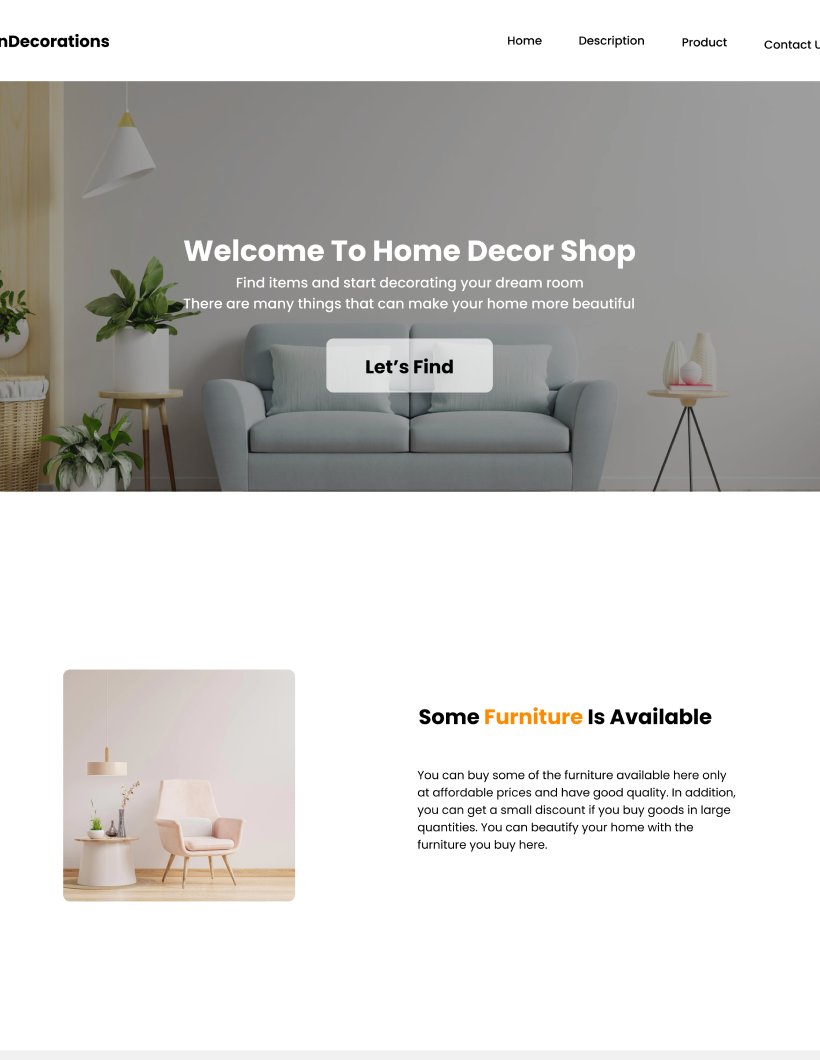 nDecorations
Home Description Product Contact U
Welcome To Home Decor Shop
Find items and start decorating your dream room
There are many things that can make your home more beautiful
Let’s Find
Some Furniture Is Available
You can buy some of the furniture available here only
at affordable prices and have good quality. In addition,
you can get a small discount if you buy goods in large
quantities. You can beautify your home with the
furniture you buy here.